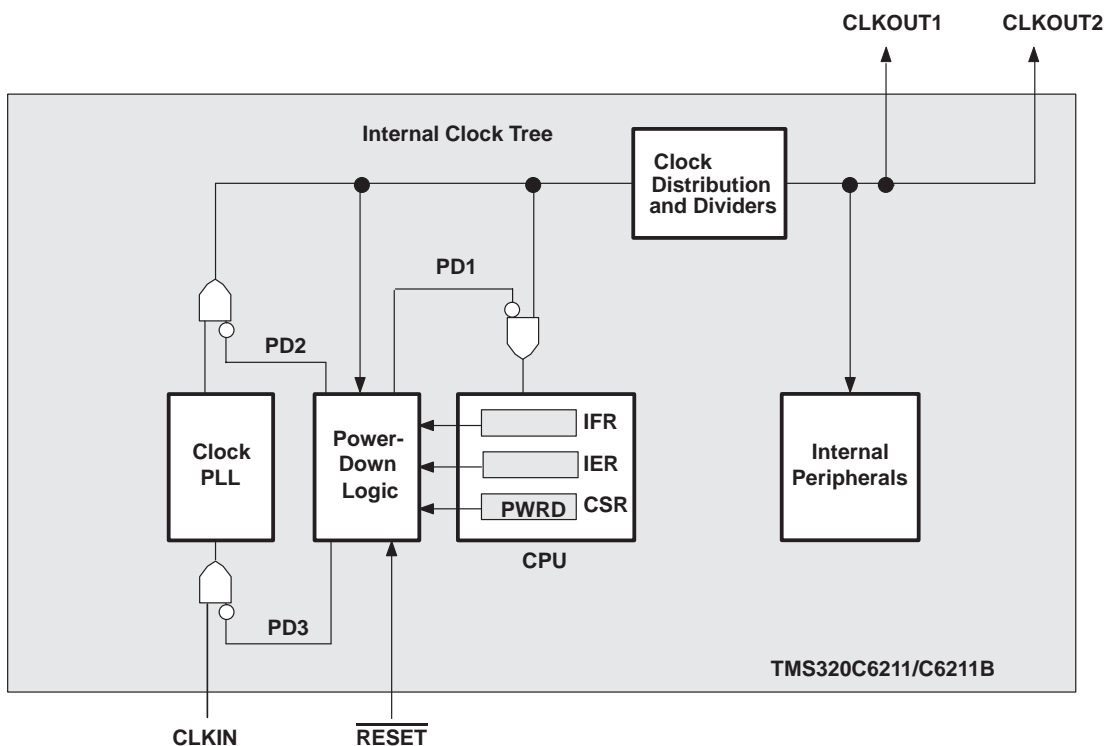 CLKOUT1 CLKOUT2
Internal Clock Tree
Clock
Distribution
and Dividers
PD1
PD2
Clock
PLL
Power-
Down
Logic
IFR
IER
PWRD CSR
CPU
Internal
Peripherals
PD3
TMS320C6211/C6211B
CLKIN RESET